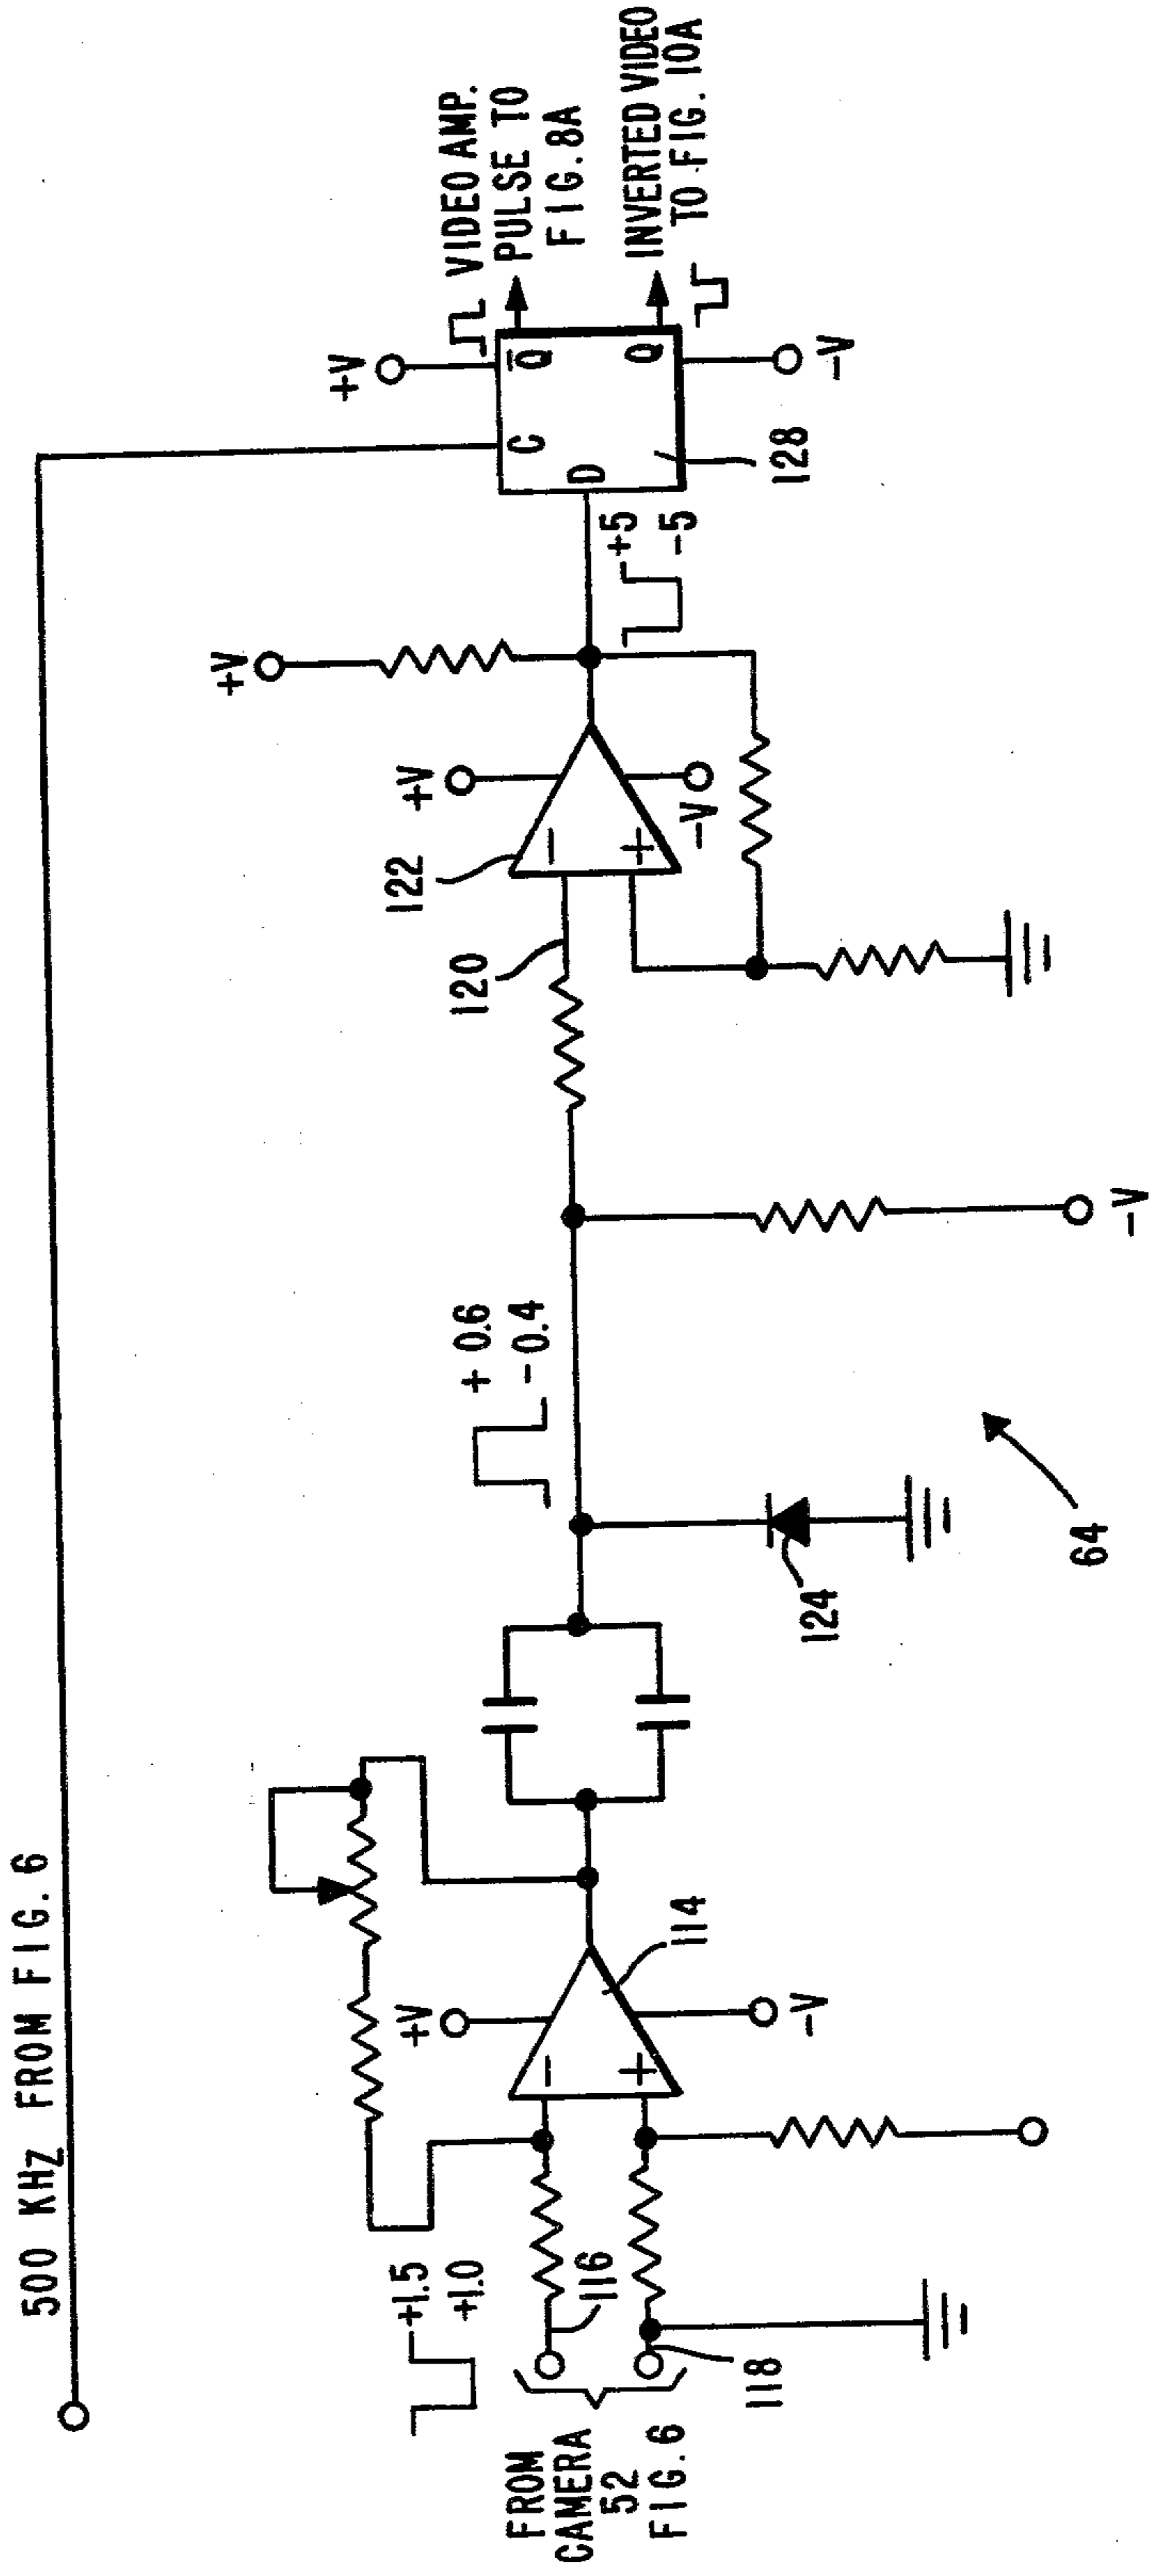 500 KHz FROM FIG. 6
+1.5
+1.0
FROM
CAMERA
52
FIG. 6
116
118
+V
−
+
−V
114
+ 0.6
− 0.4
124
64
−V
120
122
+V
−
+
−V
+V
+5
−5
D
C
Q̅
Q
+V
−V
128
VIDEO AMP.
PULSE TO
FIG. 8A
INVERTED VIDEO
TO FIG. 10A